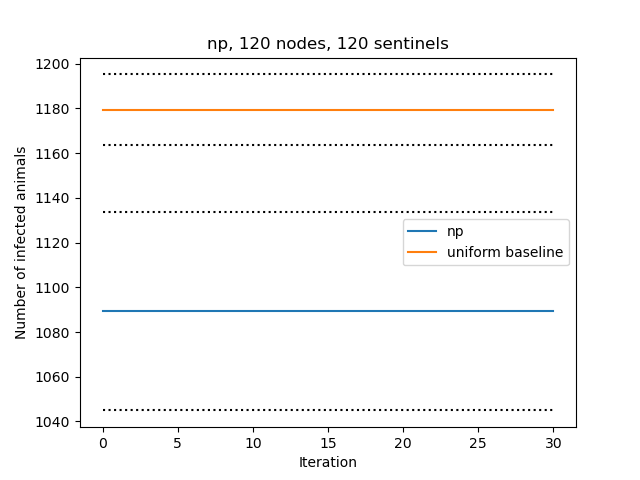 np, 120 nodes, 120 sentinels
1200
1180
1160
1140
1120
1100
1080
1060
1040
Number of infected animals
np
uniform baseline
0 5 10 15 20 25 30
Iteration